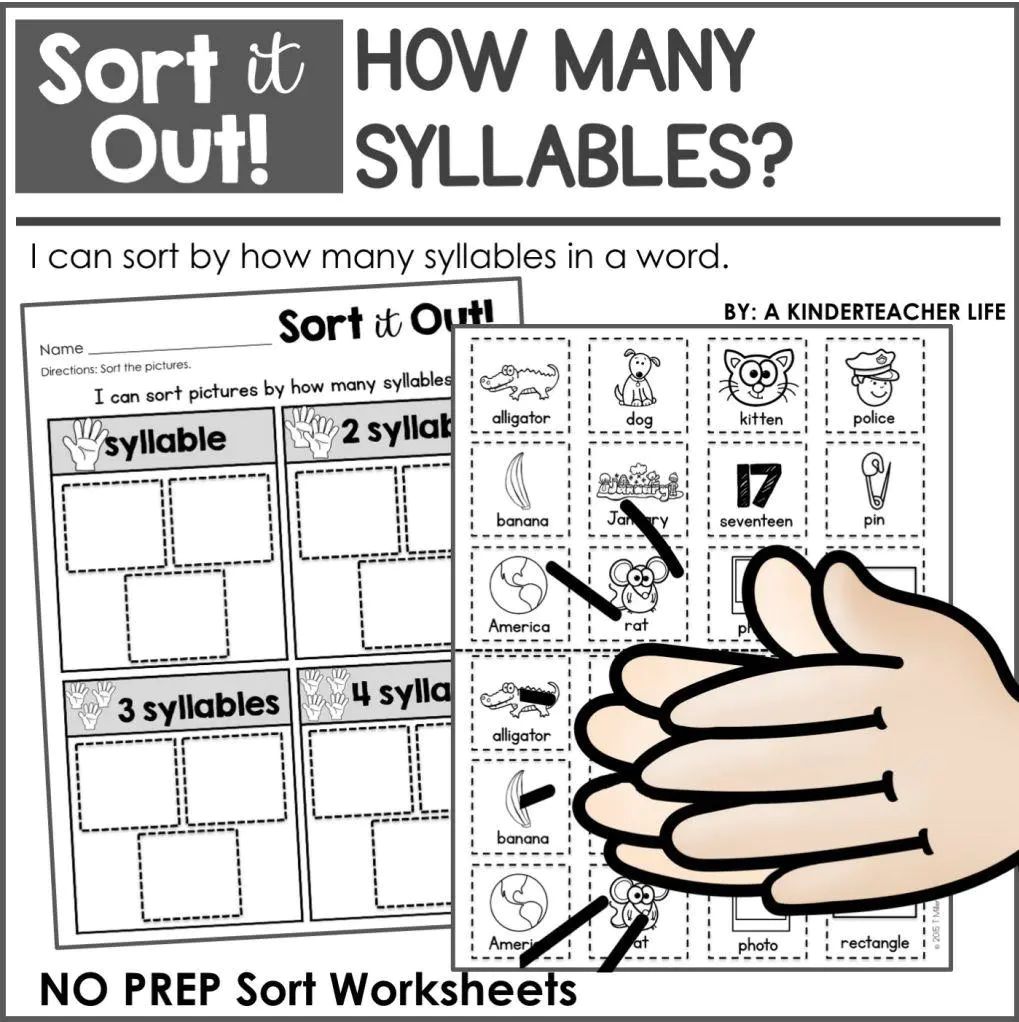 Sort it
Out!
HOW MANY
SYLLABLES?
I can sort by how many syllables in a word.
BY: A KINDERTEACHER LIFE
Sort it Out!
Name
Directions: Sort the pictures.
I can sort pictures by how many syllables
syllable
2
3 syllables
4
alligator
dog
kitten
police
banana
seventeen
pin
17
America
rat
alligator
banana
photo
rectangle
NO PREP Sort Worksheets